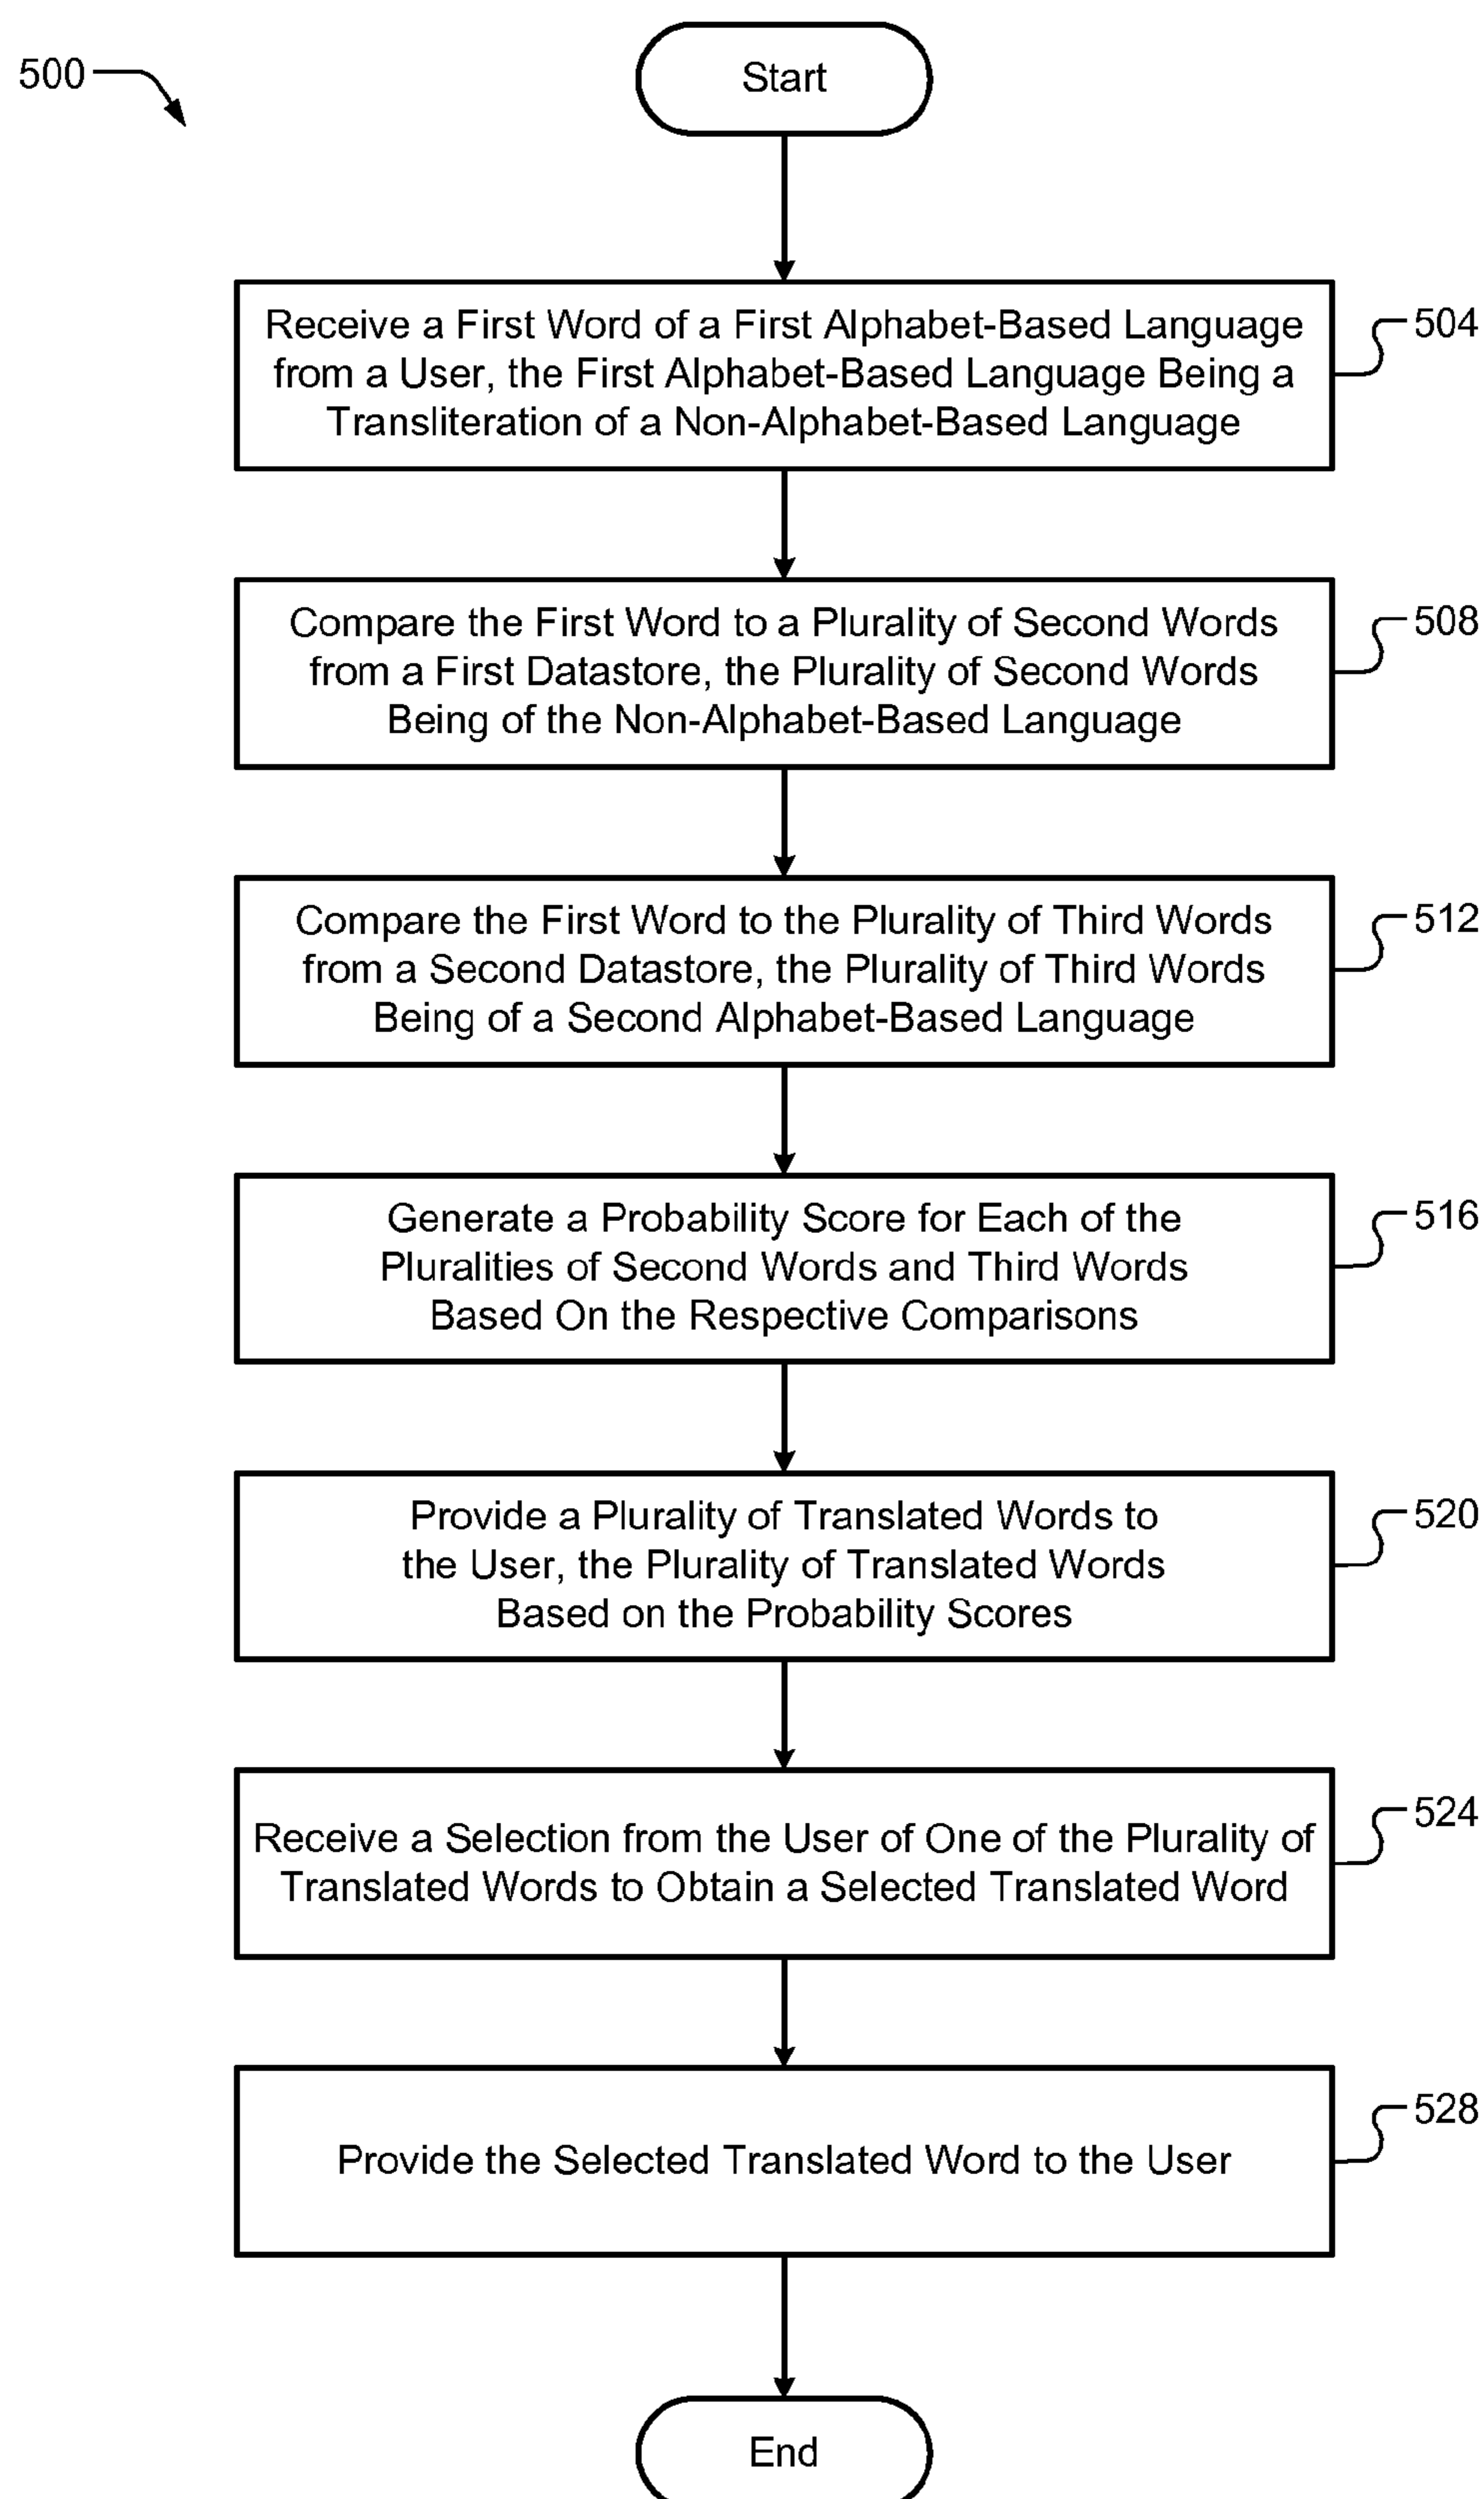 500
Start
Receive a First Word of a First Alphabet-Based Language
from a User, the First Alphabet-Based Language Being a
Transliteration of a Non-Alphabet-Based Language
504
Compare the First Word to a Plurality of Second Words
from a First Datastore, the Plurality of Second Words
Being of the Non-Alphabet-Based Language
508
Compare the First Word to the Plurality of Third Words
from a Second Datastore, the Plurality of Third Words
Being of a Second Alphabet-Based Language
512
Generate a Probability Score for Each of the
Pluralities of Second Words and Third Words
Based On the Respective Comparisons
516
Provide a Plurality of Translated Words to
the User, the Plurality of Translated Words
Based on the Probability Scores
520
Receive a Selection from the User of One of the Plurality of
Translated Words to Obtain a Selected Translated Word
524
Provide the Selected Translated Word to the User
528
End